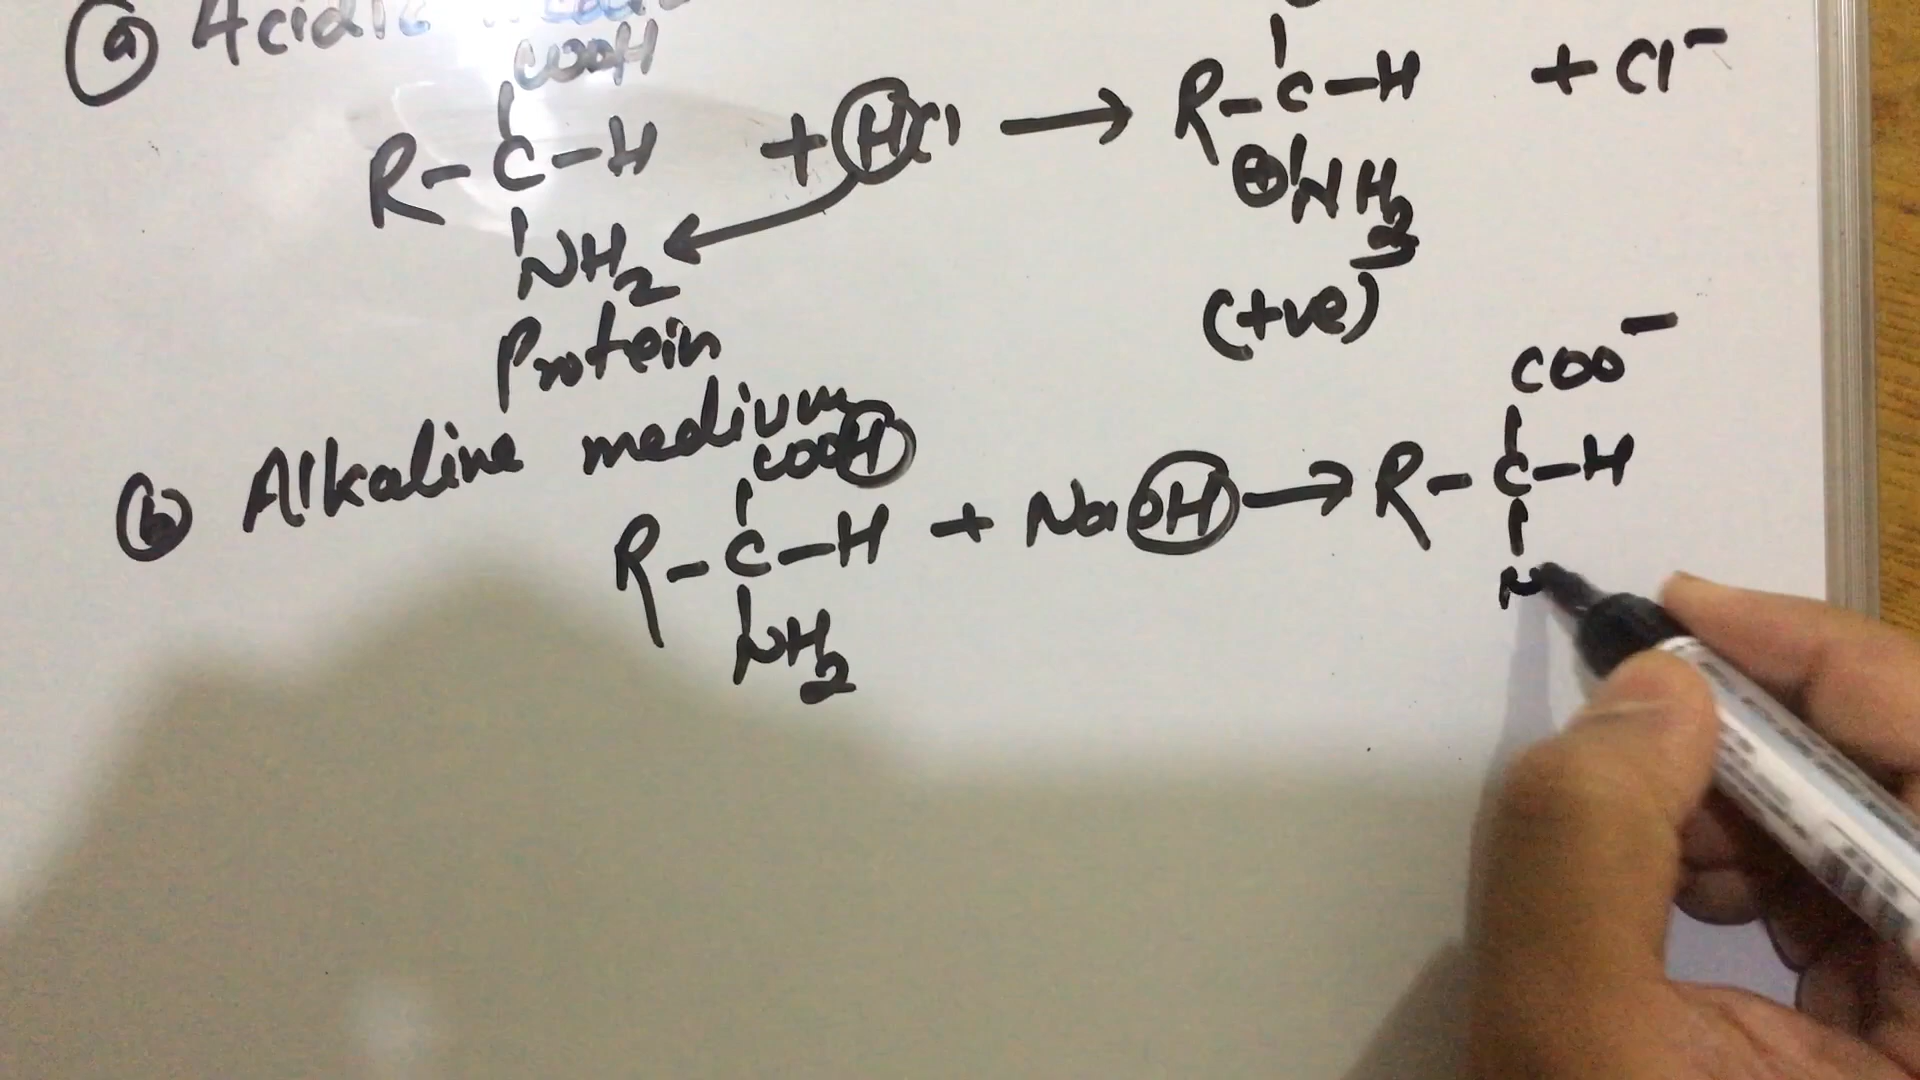 (a) Acidic
COOH
R-C-H + HCl → R-C-H + Cl⁻
NH2 ⊕NH3
Protein (+ve)
(b) Alkaline medium
COOH COO⁻
R-C-H + NaOH → R-C-H
NH2 N